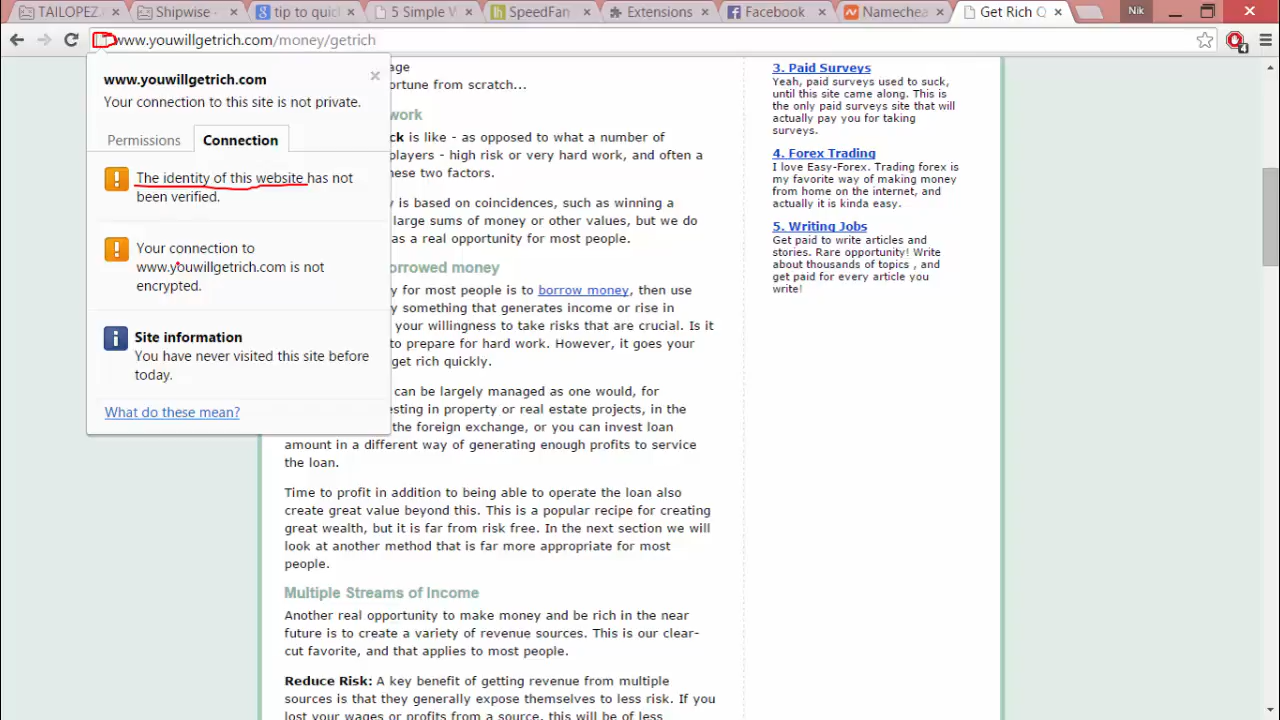 TAILOPEZ.
Shipwise -
tip to quic
5 Simple V
SpeedFan
Extensions
Facebook
Namechea
Get Rich Q
Nik
www.youwillgetrich.com/money/getrich
4
www.youwillgetrich.com
Your connection to this site is not private.
Permissions
Connection
The identity of this website has not
been verified.
Your connection to
www.youwillgetrich.com is not
encrypted.
Site information
You have never visited this site before
today.
What do these mean?
age
ortune from scratch...
work
ck is like - as opposed to what a number of
players - high risk or very hard work, and often a
hese two factors.
y is based on coincidences, such as winning a
large sums of money or other values, but we do
as a real opportunity for most people.
orrowed money
y for most people is to borrow money, then use
y something that generates income or rise in
your willingness to take risks that are crucial. Is it
to prepare for hard work. However, it goes your
get rich quickly.
can be largely managed as one would, for
esting in property or real estate projects, in the
the foreign exchange, or you can invest loan
amount in a different way of generating enough profits to service
the loan.
Time to profit in addition to being able to operate the loan also
create great value beyond this. This is a popular recipe for creating
great wealth, but it is far from risk free. In the next section we will
look at another method that is far more appropriate for most
people.
Multiple Streams of Income
Another real opportunity to make money and be rich in the near
future is to create a variety of revenue sources. This is our clear-
cut favorite, and that applies to most people.
Reduce Risk: A key benefit of getting revenue from multiple
sources is that they generally expose themselves to less risk. If you
lost your wages or profits from a source, this will be of less
3. Paid Surveys
Yeah, paid surveys used to suck,
until this site came along. This is
the only paid surveys site that will
actually pay you for taking
surveys.
4. Forex Trading
I love Easy-Forex. Trading forex is
my favorite way of making money
from home on the internet, and
actually it is kinda easy.
5. Writing Jobs
Get paid to write articles and
stories. Rare opportunity! Write
about thousands of topics , and
get paid for every article you
write!